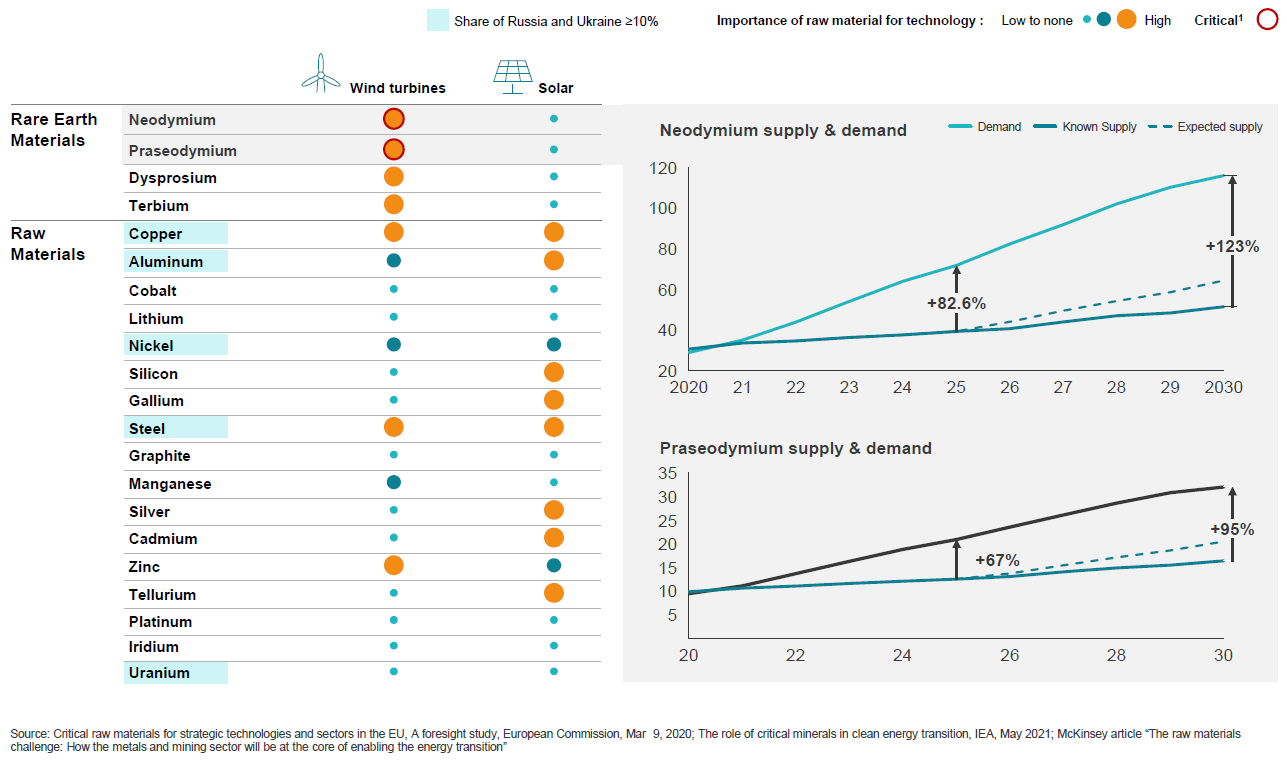 Share of Russia and Ukraine ≥10%
Importance of raw material for technology :
Low to none
High
Critical¹
Wind turbines
Solar
Rare Earth
Materials
Neodymium
Praseodymium
Dysprosium
Terbium
Raw
Materials
Copper
Aluminum
Cobalt
Lithium
Nickel
Silicon
Gallium
Steel
Graphite
Manganese
Silver
Cadmium
Zinc
Tellurium
Platinum
Iridium
Uranium
Neodymium supply & demand
Demand
Known Supply
Expected supply
120
100
80
60
40
20
+82.6%
+123%
2020 21 22 23 24 25 26 27 28 29 2030
Praseodymium supply & demand
35
30
25
20
15
10
5
+67%
+95%
20 22 24 26 28 30
Source: Critical raw materials for strategic technologies and sectors in the EU, A foresight study, European Commission, Mar 9, 2020; The role of critical minerals in clean energy transition, IEA, May 2021; McKinsey article “The raw materials
challenge: How the metals and mining sector will be at the core of enabling the energy transition”